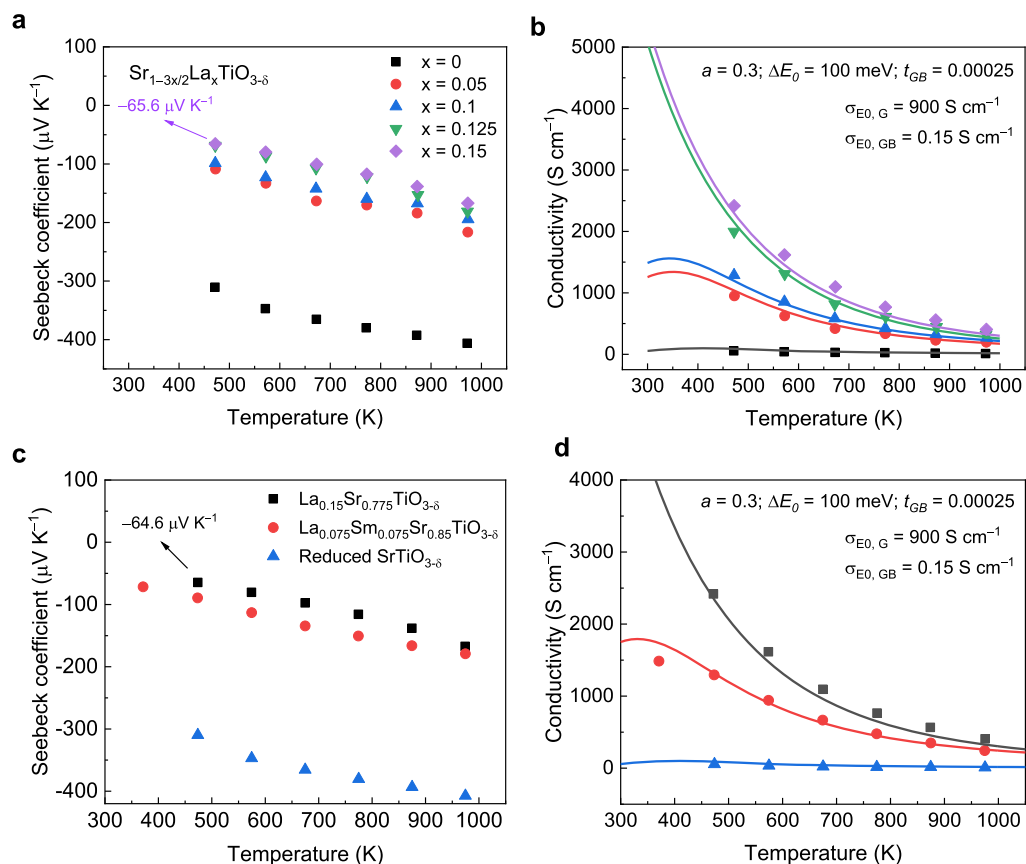 a
Sr1−3x/2LaxTiO3-δ
−65.6 μV K−1
x = 0
x = 0.05
x = 0.1
x = 0.125
x = 0.15
100
0
-100
-200
-300
-400
Seebeck coefficient (μV K−1)
300 400 500 600 700 800 900 1000
Temperature (K)
b
a = 0.3; ΔE0 = 100 meV; tGB = 0.00025
σE0, G = 900 S cm−1
σE0, GB = 0.15 S cm−1
5000
4000
3000
2000
1000
0
Conductivity (S cm−1)
300 400 500 600 700 800 900 1000
Temperature (K)
c
La0.15Sr0.775TiO3-δ
La0.075Sm0.075Sr0.85TiO3-δ
Reduced SrTiO3-δ
−64.6 μV K−1
100
0
-100
-200
-300
-400
Seebeck coefficient (μV K−1)
300 400 500 600 700 800 900 1000
Temperature (K)
d
a = 0.3; ΔE0 = 100 meV; tGB = 0.00025
σE0, G = 900 S cm−1
σE0, GB = 0.15 S cm−1
4000
3000
2000
1000
0
Conductivity (S cm−1)
300 400 500 600 700 800 900 1000
Temperature (K)